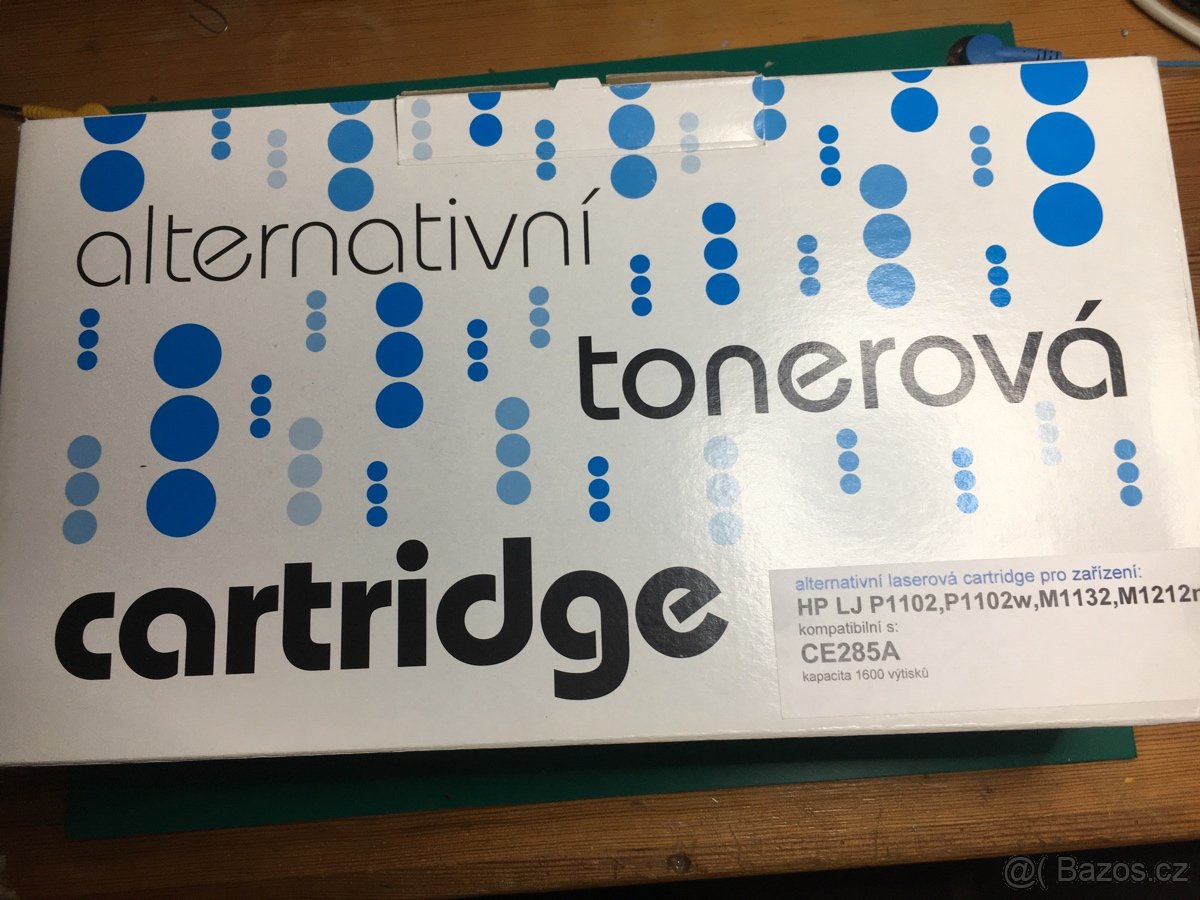 alternativní
tonerová
cartridge
alternativní laserová cartridge pro zařízení:
HP LJ P1102,P1102w,M1132,M1212n
kompatibilní s:
CE285A
kapacita 1600 výtisků
@( Bazos.cz